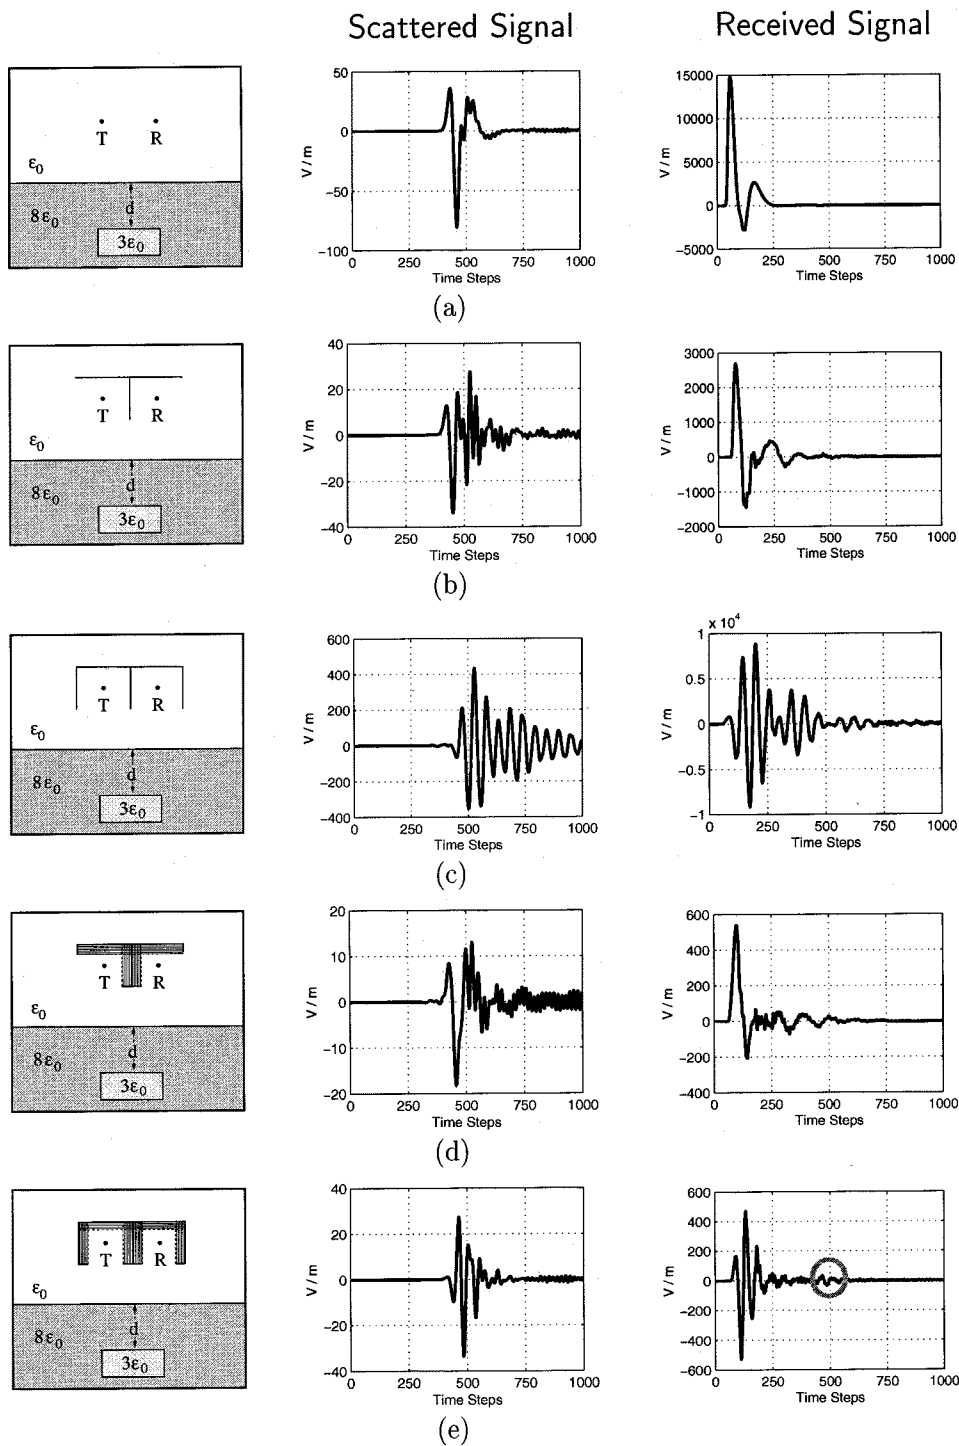 Scattered Signal
Received Signal
T R
ε₀
8ε₀
d
3ε₀
V / m
50
0
−50
−100
0 250 500 750 1000
Time Steps
V / m
15000
10000
5000
0
−5000
0 250 500 750 1000
Time Steps
(a)
T R
ε₀
8ε₀
d
3ε₀
V / m
40
20
0
−20
−40
0 250 500 750 1000
Time Steps
V / m
3000
2000
1000
0
−1000
−2000
0 250 500 750 1000
Time Steps
(b)
T R
ε₀
8ε₀
d
3ε₀
V / m
600
400
200
0
−200
−400
0 250 500 750 1000
Time Steps
x 10⁴
V / m
1
0.5
0
−0.5
−1
0 250 500 750 1000
Time Steps
(c)
T R
ε₀
8ε₀
d
3ε₀
V / m
20
10
0
−10
−20
0 250 500 750 1000
Time Steps
V / m
600
400
200
0
−200
−400
0 250 500 750 1000
Time Steps
(d)
T R
ε₀
8ε₀
d
3ε₀
V / m
40
20
0
−20
−40
0 250 500 750 1000
Time Steps
V / m
600
400
200
0
−200
−400
−600
0 250 500 750 1000
Time Steps
(e)